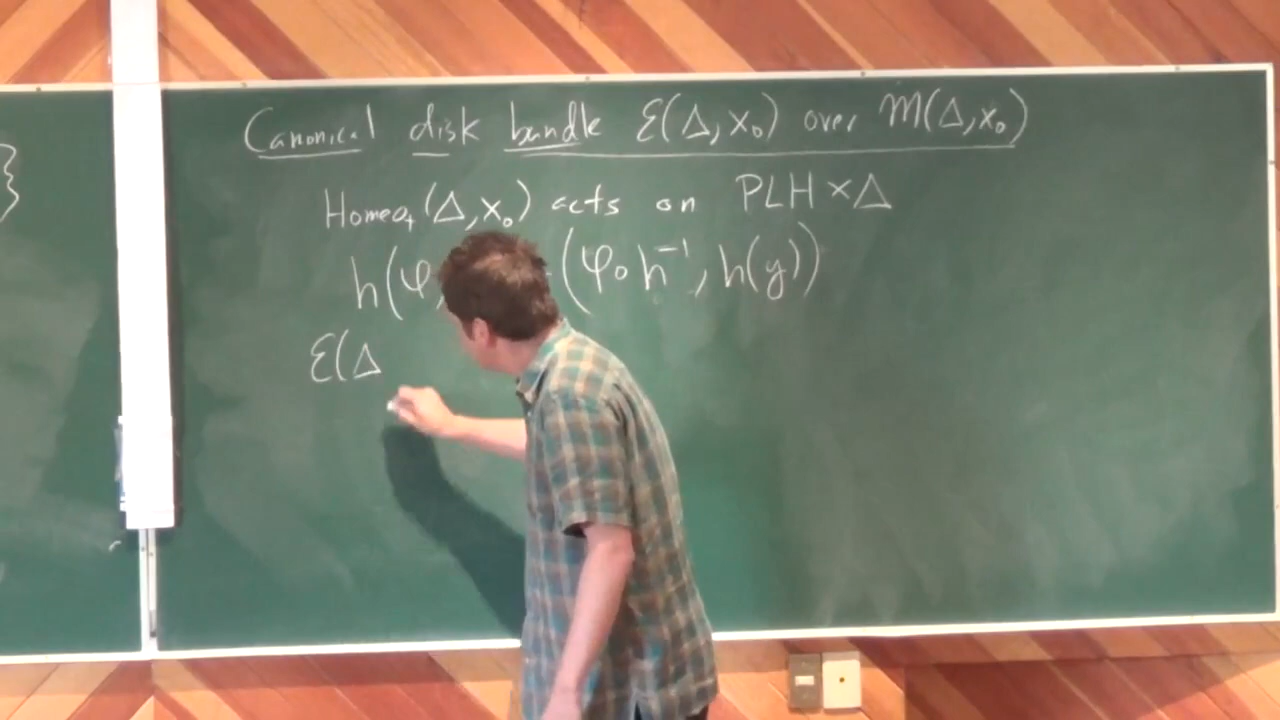 }
Canonical disk bundle ℰ(Δ,x₀) over ℳ(Δ,x₀)
Homeo₊(Δ,x₀) acts on PLH×Δ
h(φ, (φ∘h⁻¹, h(y))
ℰ(Δ